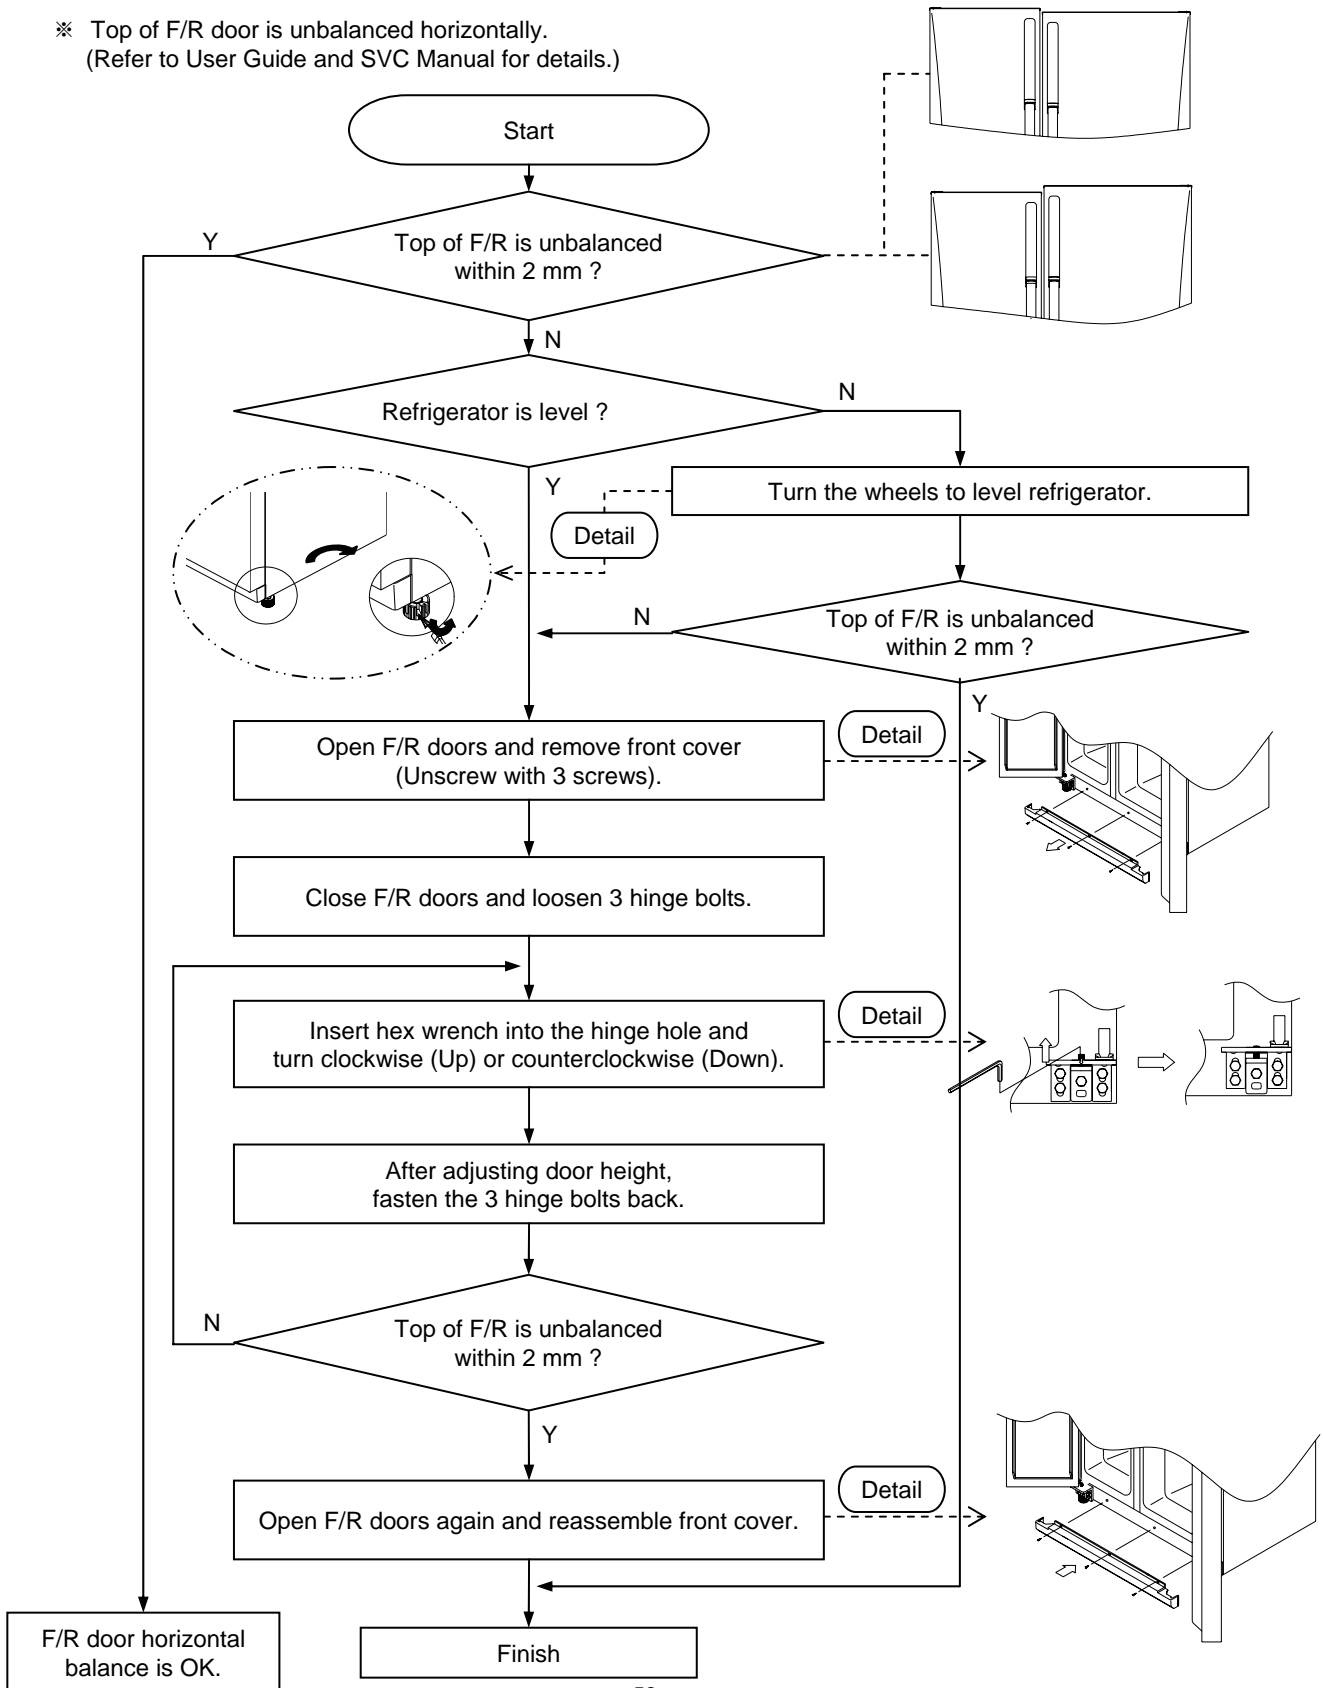 ※ Top of F/R door is unbalanced horizontally.
(Refer to User Guide and SVC Manual for details.)
Start
Y
Top of F/R is unbalanced
within 2 mm ?
N
Refrigerator is level ?
N
Y
Turn the wheels to level refrigerator.
Detail
N
Top of F/R is unbalanced
within 2 mm ?
Y
Open F/R doors and remove front cover
(Unscrew with 3 screws).
Detail
Close F/R doors and loosen 3 hinge bolts.
Insert hex wrench into the hinge hole and
turn clockwise (Up) or counterclockwise (Down).
Detail
After adjusting door height,
fasten the 3 hinge bolts back.
N
Top of F/R is unbalanced
within 2 mm ?
Y
Open F/R doors again and reassemble front cover.
Detail
F/R door horizontal
balance is OK.
Finish